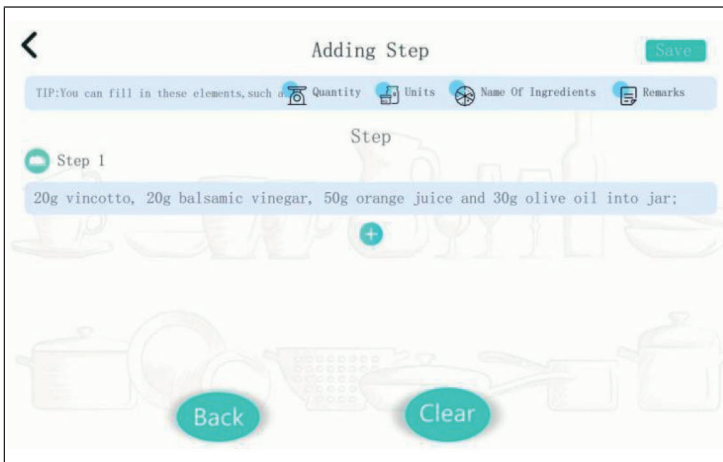 Adding Step
Save
TIP:You can fill in these elements,such a Quantity Units Name Of Ingredients Remarks
Step
Step 1
20g vincotto, 20g balsamic vinegar, 50g orange juice and 30g olive oil into jar;
Back
Clear